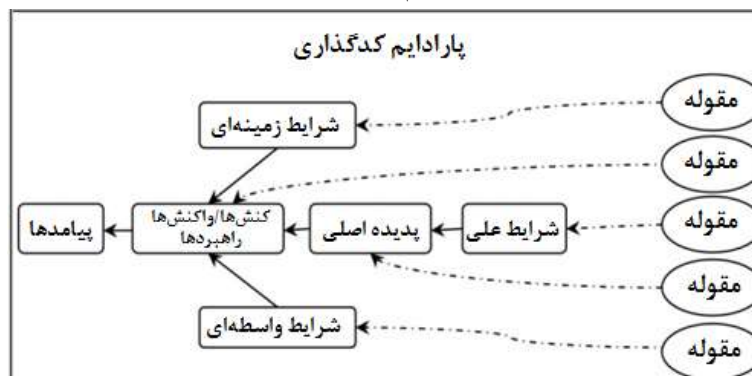 پارادایم کدگذاری
مقوله
شرایط زمینه‌ای
مقوله
مقوله
شرایط علی
پدیده اصلی
کنش‌ها/واکنش‌ها
راهبردها
پیامدها
مقوله
شرایط واسطه‌ای
مقوله